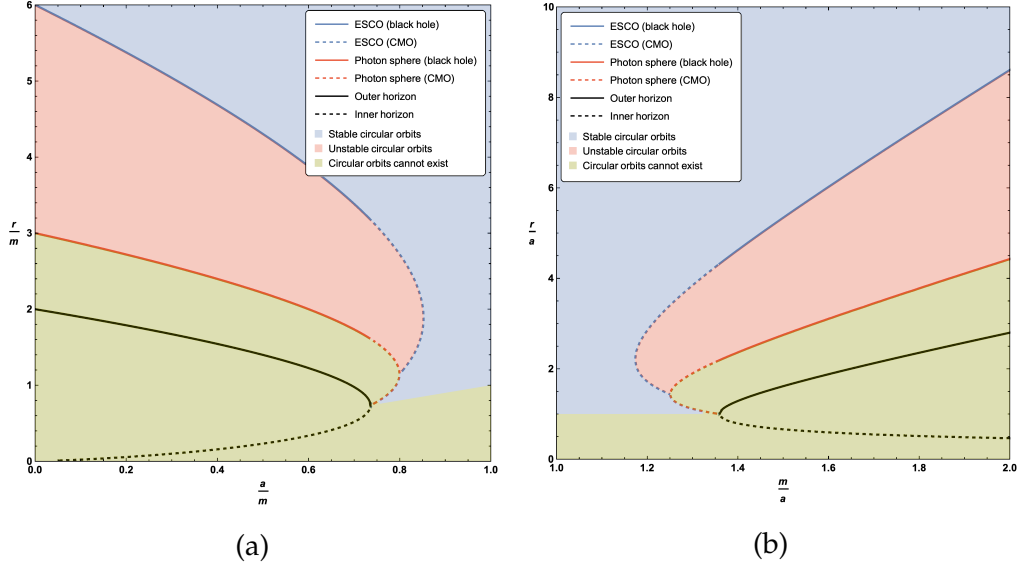 ESCO (black hole)
ESCO (CMO)
Photon sphere (black hole)
Photon sphere (CMO)
Outer horizon
Inner horizon
Stable circular orbits
Unstable circular orbits
Circular orbits cannot exist
6
5
4
3
2
1
0
r
m
0.0 0.2 0.4 0.6 0.8 1.0
a
m
(a)
ESCO (black hole)
ESCO (CMO)
Photon sphere (black hole)
Photon sphere (CMO)
Outer horizon
Inner horizon
Stable circular orbits
Unstable circular orbits
Circular orbits cannot exist
10
8
6
4
2
0
r
a
1.0 1.2 1.4 1.6 1.8 2.0
m
a
(b)